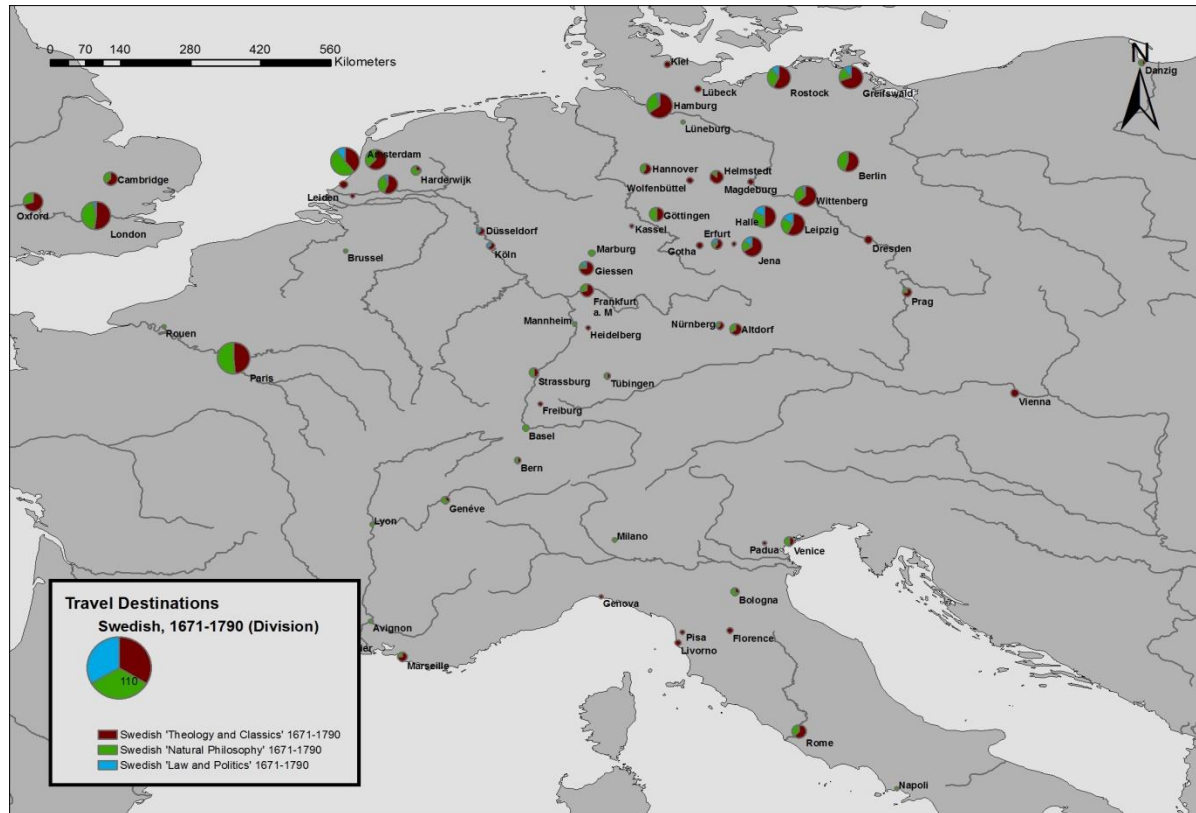 0 70 140 280 420 560
Kilometers
N
Danzig
Kiel
Lübeck
Rostock
Greifswald
Hamburg
Lüneburg
Amsterdam
Harderwijk
Cambridge
Hannover
Helmstedt
Berlin
Wolfenbüttel
Magdeburg
Leiden
Oxford
London
Wittenberg
Göttingen
Halle
Leipzig
Düsseldorf
Kassel
Erfurt
Köln
Marburg
Gotha
Jena
Dresden
Brussel
Giessen
Frankfurt
a. M
Prag
Rouen
Mannheim
Heidelberg
Nürnberg
Altdorf
Paris
Strassburg
Tübingen
Freiburg
Vienna
Basel
Bern
Genéve
Lyon
Milano
Padua
Venice
Genova
Bologna
Avignon
Pisa
Florence
Livorno
ier
Marseille
Rome
Napoli
Travel Destinations
Swedish, 1671-1790 (Division)
110
Swedish 'Theology and Classics' 1671-1790
Swedish 'Natural Philosophy' 1671-1790
Swedish 'Law and Politics' 1671-1790